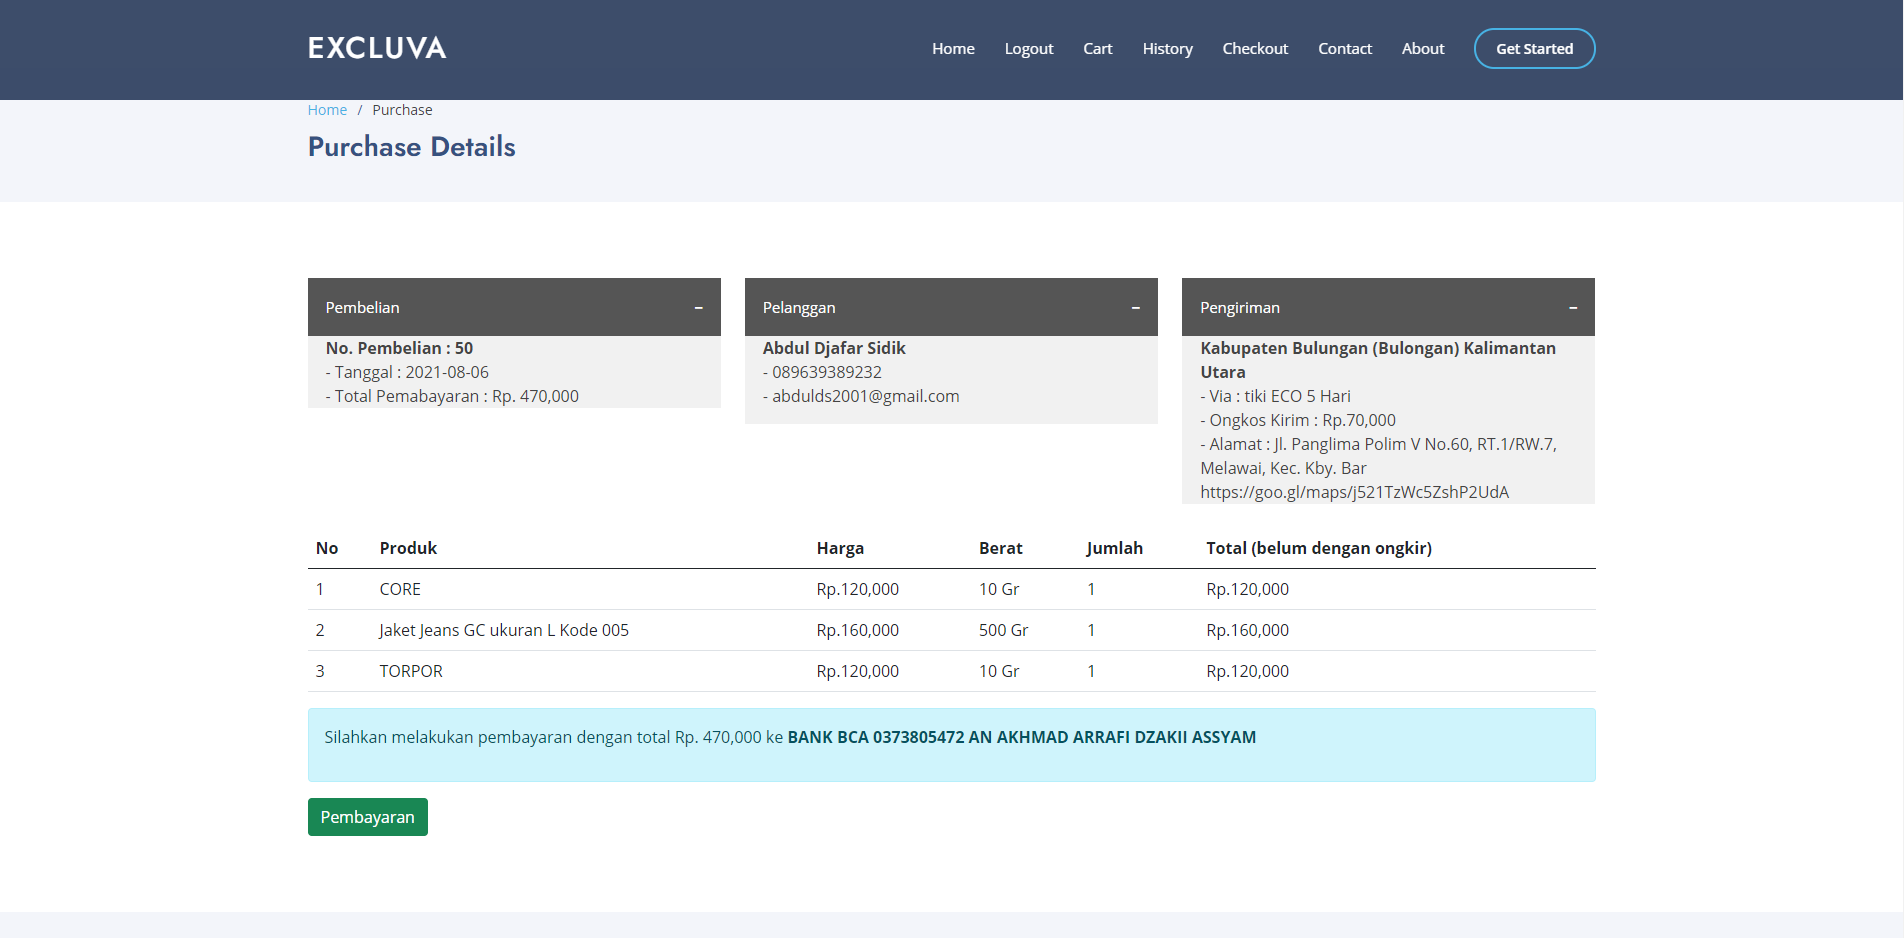 EXCLUVA
Home Logout Cart History Checkout Contact About Get Started
Home / Purchase
Purchase Details
Pembelian −
No. Pembelian : 50
- Tanggal : 2021-08-06
- Total Pemabayaran : Rp. 470,000
Pelanggan −
Abdul Djafar Sidik
- 089639389232
- abdulds2001@gmail.com
Pengiriman −
Kabupaten Bulungan (Bulongan) Kalimantan
Utara
- Via : tiki ECO 5 Hari
- Ongkos Kirim : Rp.70,000
- Alamat : Jl. Panglima Polim V No.60, RT.1/RW.7,
Melawai, Kec. Kby. Bar
https://goo.gl/maps/j521TzWc5ZshP2UdA
No Produk Harga Berat Jumlah Total (belum dengan ongkir)
1 CORE Rp.120,000 10 Gr 1 Rp.120,000
2 Jaket Jeans GC ukuran L Kode 005 Rp.160,000 500 Gr 1 Rp.160,000
3 TORPOR Rp.120,000 10 Gr 1 Rp.120,000
Silahkan melakukan pembayaran dengan total Rp. 470,000 ke BANK BCA 0373805472 AN AKHMAD ARRAFI DZAKII ASSYAM
Pembayaran